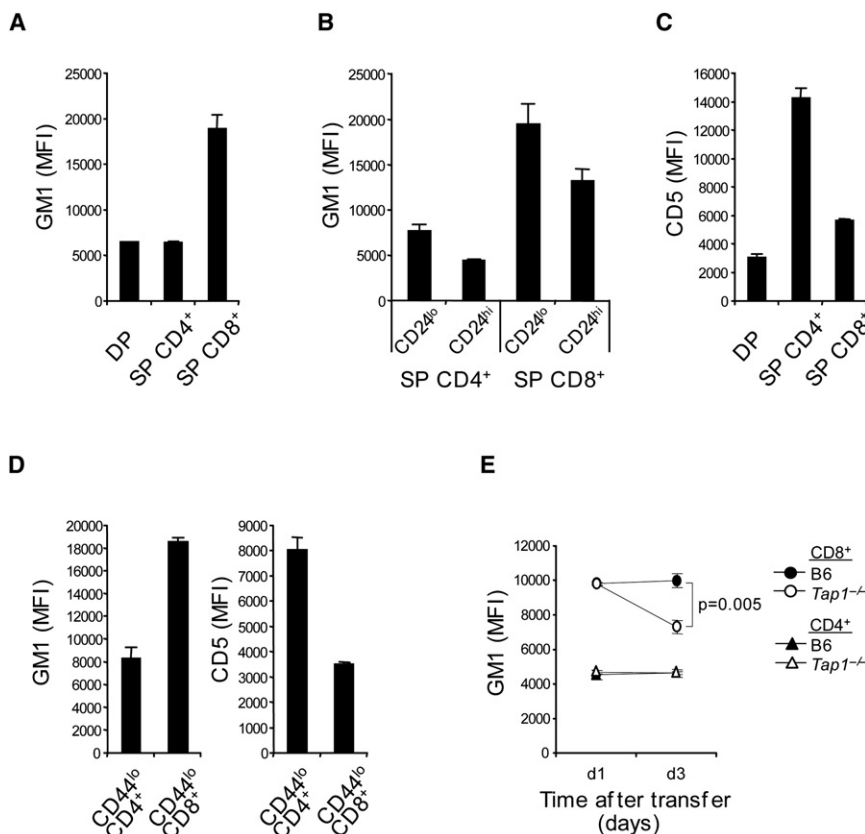 A
GM1 (MFI)
25000
20000
15000
10000
5000
0
DP
SP CD4⁺
SP CD8⁺
B
GM1 (MFI)
25000
20000
15000
10000
5000
0
CD24ˡᵒ
CD24ʰⁱ
CD24ˡᵒ
CD24ʰⁱ
SP CD4⁺
SP CD8⁺
C
CD5 (MFI)
16000
14000
12000
10000
8000
6000
4000
2000
0
DP
SP CD4⁺
SP CD8⁺
D
GM1 (MFI)
20000
18000
16000
14000
12000
10000
8000
6000
4000
2000
0
CD44ˡᵒ
CD4⁺
CD44ˡᵒ
CD8⁺
CD5 (MFI)
9000
8000
7000
6000
5000
4000
3000
2000
1000
0
CD44ˡᵒ
CD4⁺
CD44ˡᵒ
CD8⁺
E
GM1 (MFI)
12000
10000
8000
6000
4000
2000
0
p=0.005
d1
d3
Time after transfer
(days)
CD8⁺
B6
Tap1⁻/⁻
CD4⁺
B6
Tap1⁻/⁻